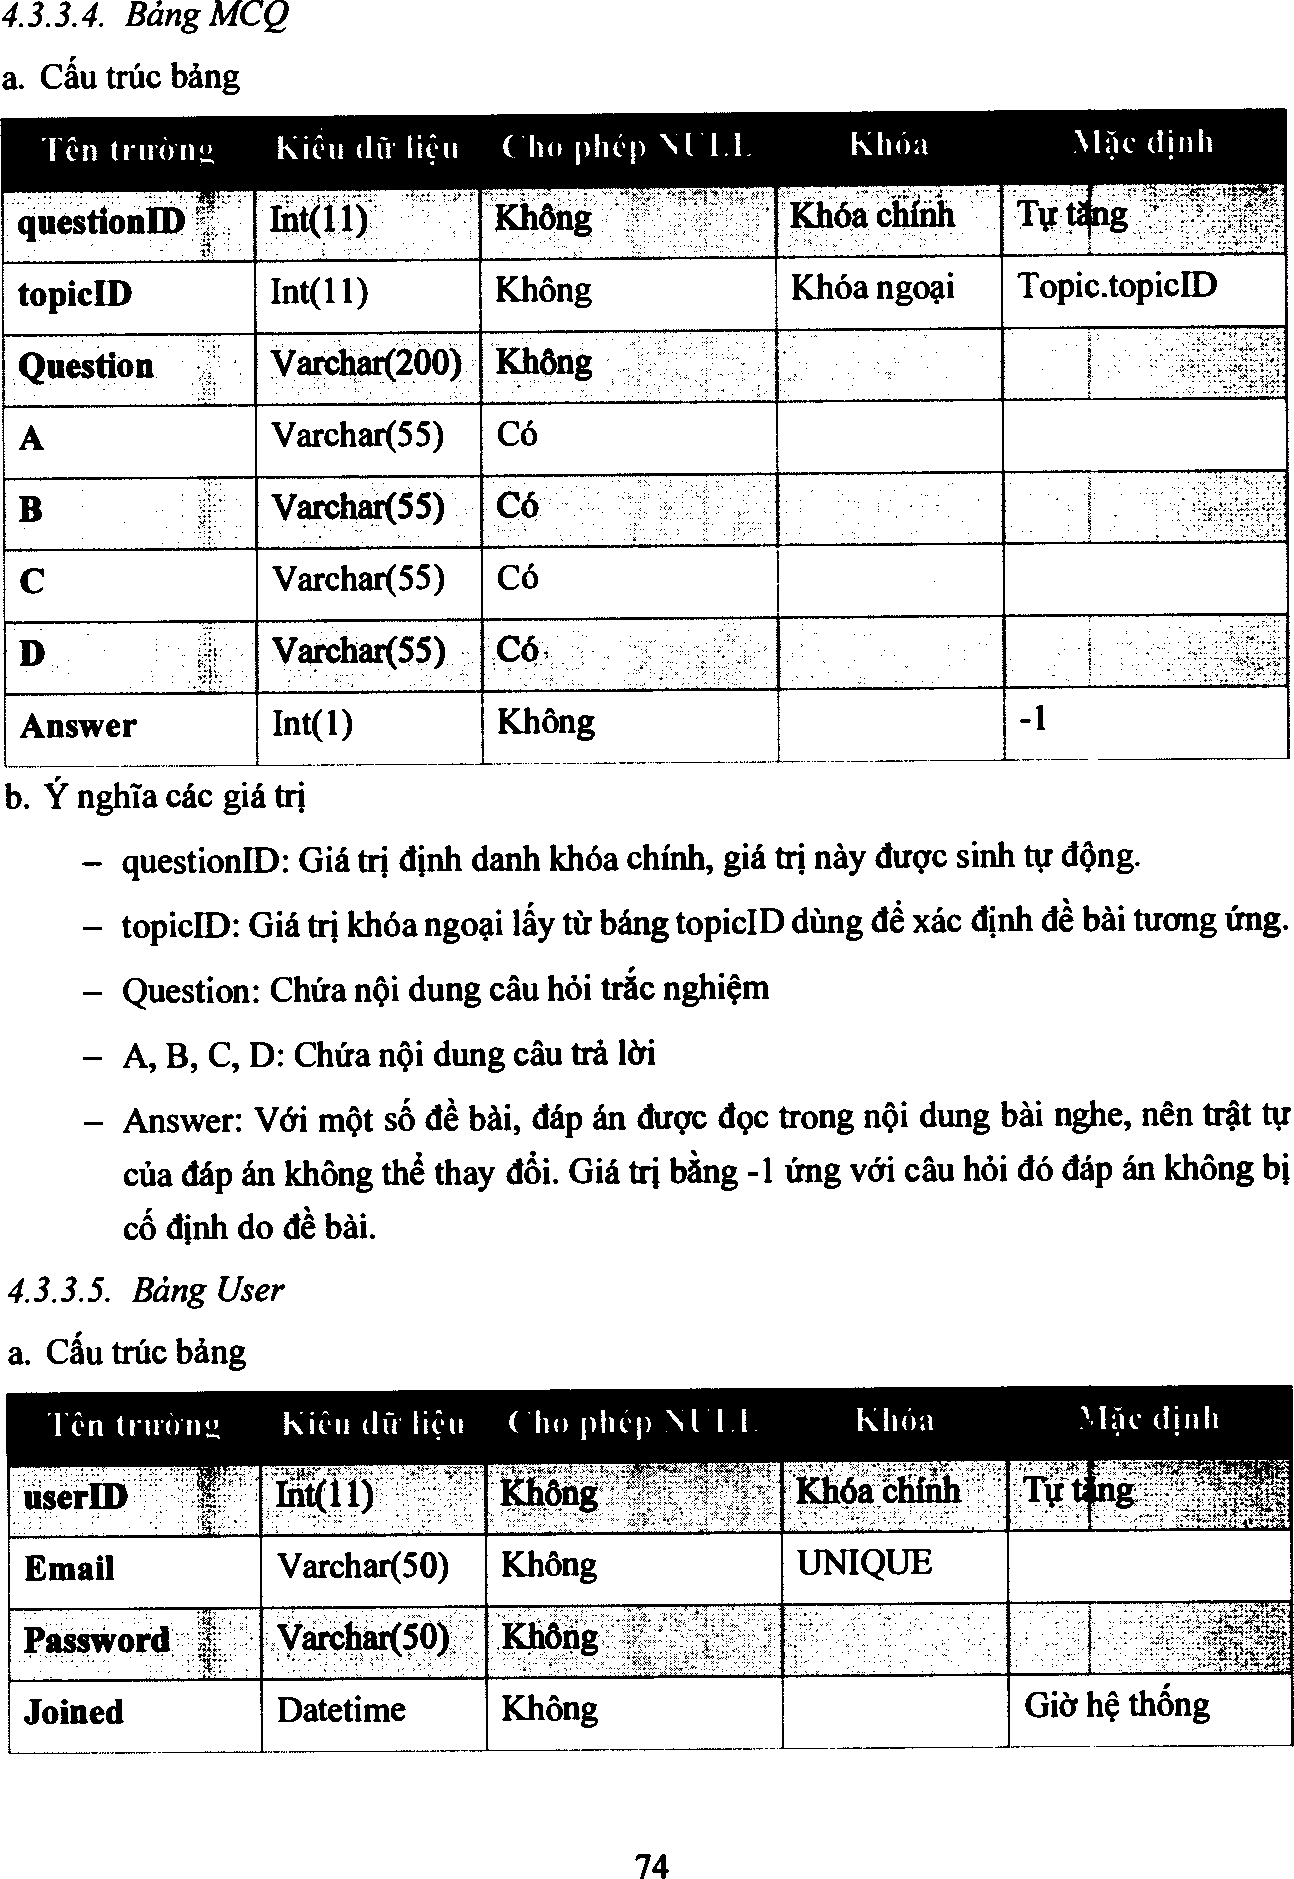 4.3.3.4. Bảng MCQ
a. Cấu trúc bảng
Tên trường Kiểu dữ liệu Cho phép NULL Khóa Mặc định
questionID Int(11) Không Khóa chính Tự tăng
topicID Int(11) Không Khóa ngoại Topic.topicID
Question Varchar(200) Không
A Varchar(55) Có
B Varchar(55) Có
C Varchar(55) Có
D Varchar(55) Có
Answer Int(1) Không -1
b. Ý nghĩa các giá trị
– questionID: Giá trị định danh khóa chính, giá trị này được sinh tự động.
– topicID: Giá trị khóa ngoại lấy từ bảng topicID dùng để xác định đề bài tương ứng.
– Question: Chứa nội dung câu hỏi trắc nghiệm
– A, B, C, D: Chứa nội dung câu trả lời
– Answer: Với một số đề bài, đáp án được đọc trong nội dung bài nghe, nên trật tự
của đáp án không thể thay đổi. Giá trị bằng -1 ứng với câu hỏi đó đáp án không bị
cố định do đề bài.
4.3.3.5. Bảng User
a. Cấu trúc bảng
Tên trường Kiểu dữ liệu Cho phép NULL Khóa Mặc định
userID Int(11) Không Khóa chính Tự tăng
Email Varchar(50) Không UNIQUE
Password Varchar(50) Không
Joined Datetime Không Giờ hệ thống
74